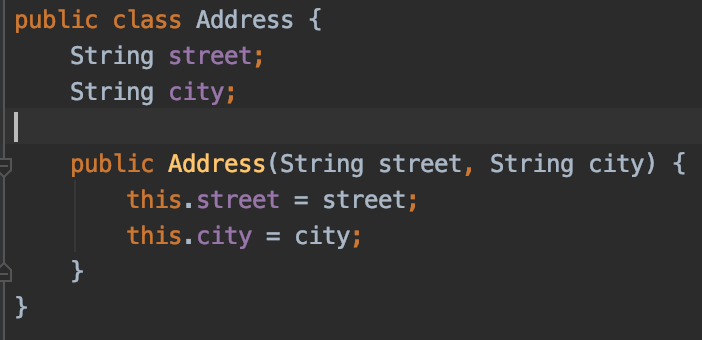 public class Address {
    String street;
    String city;

    public Address(String street, String city) {
        this.street = street;
        this.city = city;
    }
}